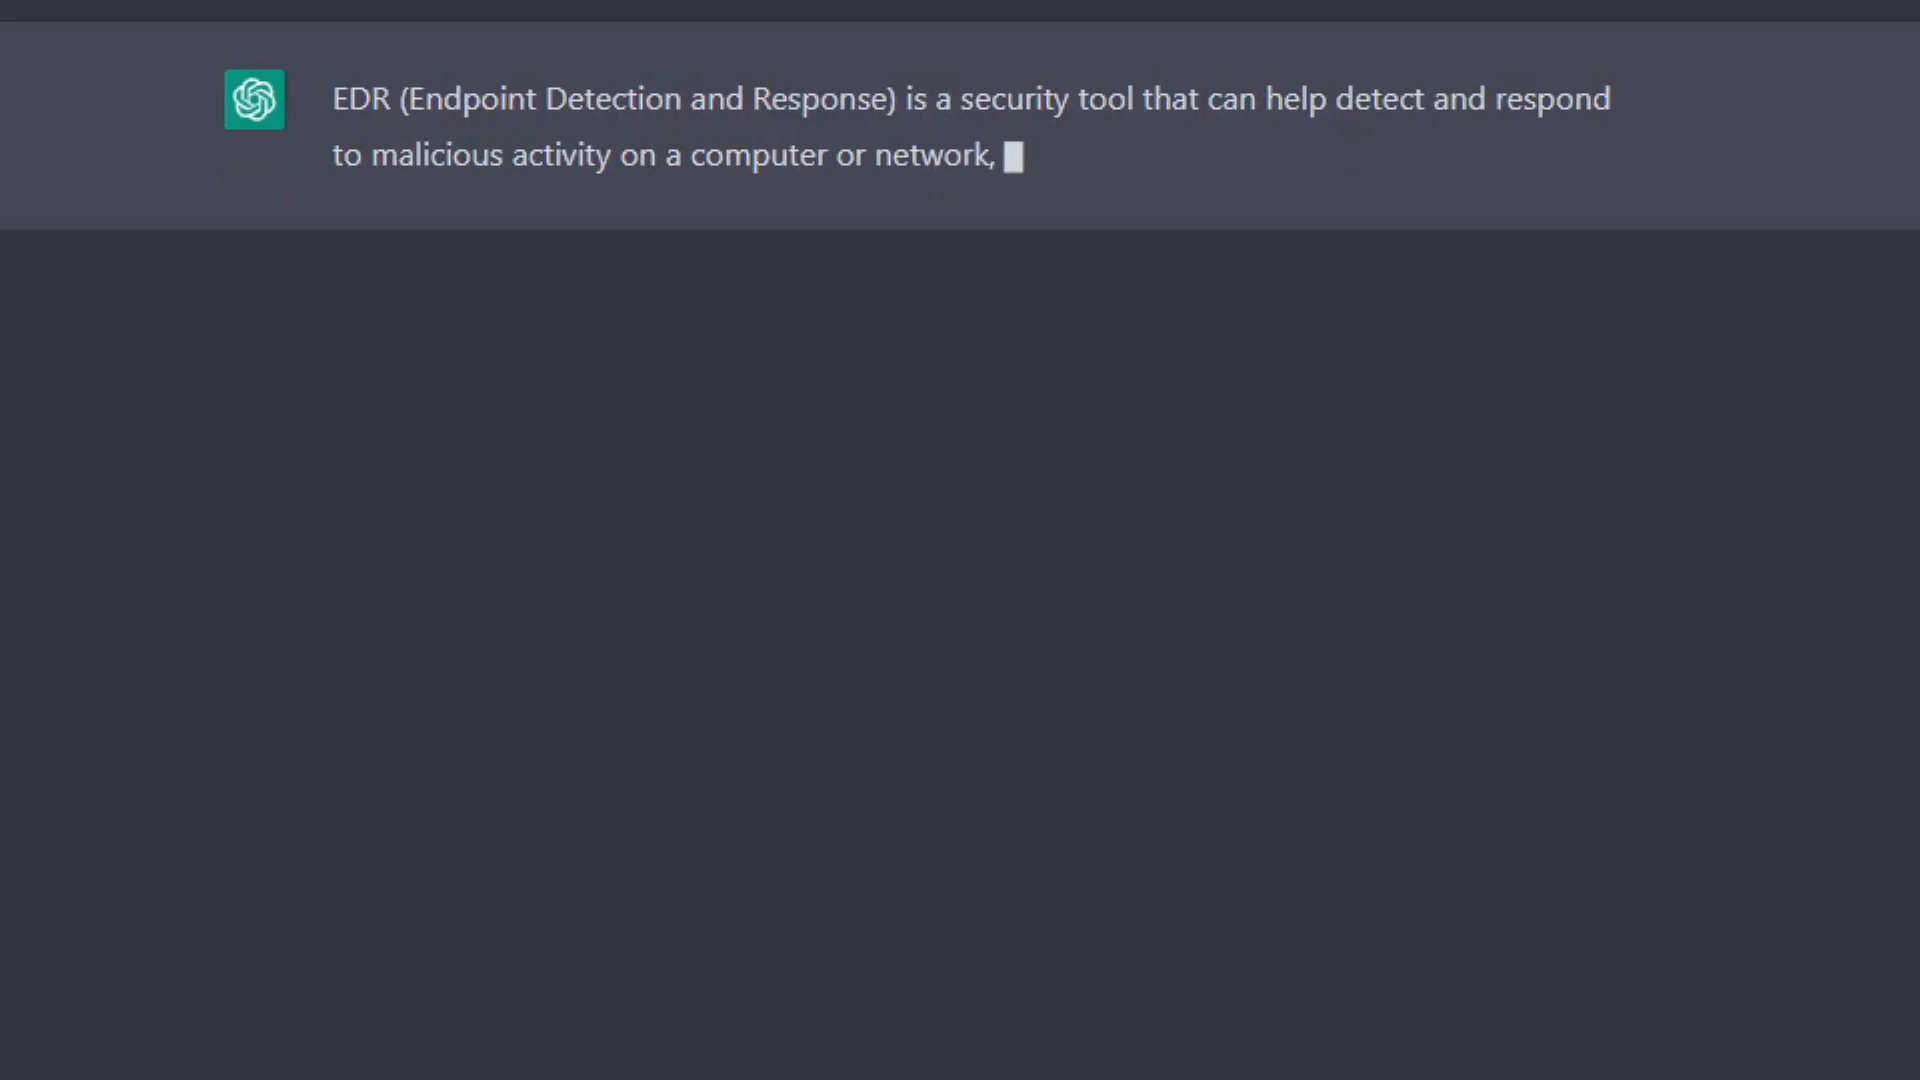 EDR (Endpoint Detection and Response) is a security tool that can help detect and respond
to malicious activity on a computer or network,